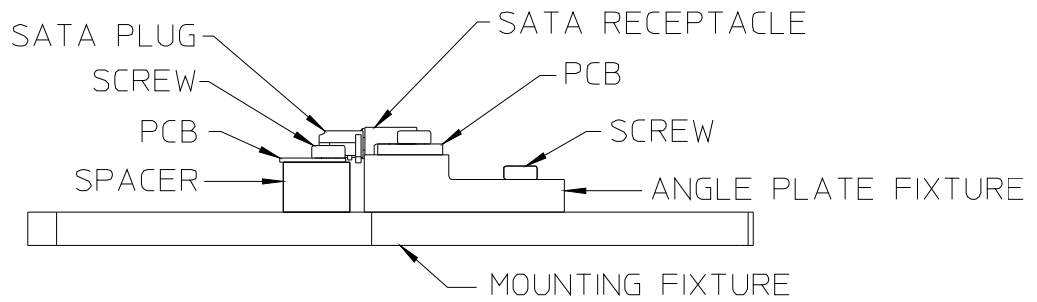 SATA PLUG
SATA RECEPTACLE
SCREW
PCB
PCB
SCREW
SPACER
ANGLE PLATE FIXTURE
MOUNTING FIXTURE